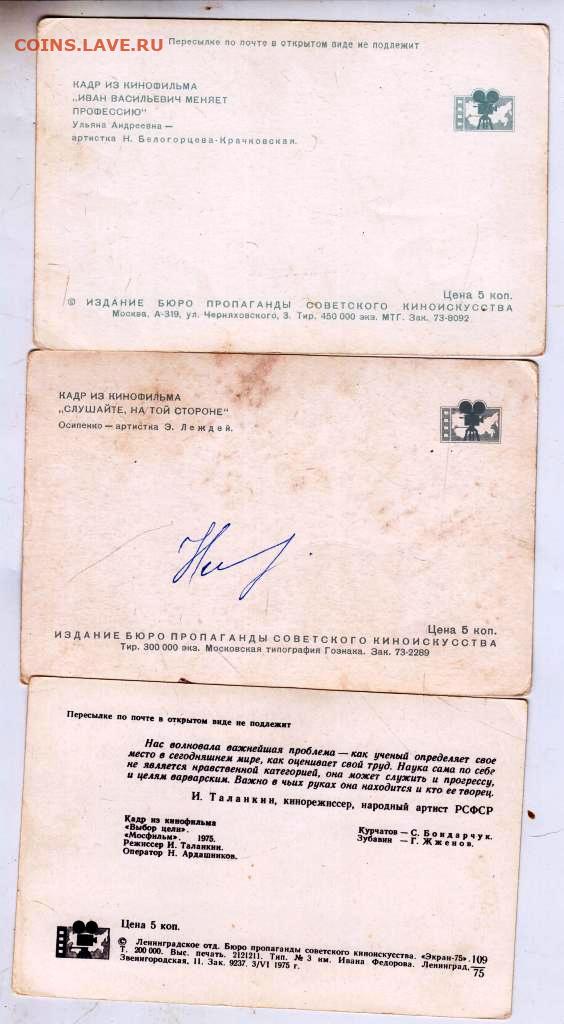 COINS.LAVE.RU
Пересылке по почте в открытом виде не подлежит
КАДР ИЗ КИНОФИЛЬМА
„ИВАН ВАСИЛЬЕВИЧ МЕНЯЕТ
ПРОФЕССИЮ“
Ульяна Андреевна —
артистка Н. Белогорцева-Крачковская.
Цена 5 коп.
© ИЗДАНИЕ БЮРО ПРОПАГАНДЫ СОВЕТСКОГО КИНОИСКУССТВА
Москва, А-319, ул. Черняховского, 3. Тир. 450 000 экз. МТГ. Зак. 73-8092
КАДР ИЗ КИНОФИЛЬМА
„СЛУШАЙТЕ, НА ТОЙ СТОРОНЕ“
Осипенко — артистка Э. Леждей.
Цена 5 коп.
ИЗДАНИЕ БЮРО ПРОПАГАНДЫ СОВЕТСКОГО КИНОИСКУССТВА
Тир. 300 000 экз. Московская типография Гознака. Зак. 73-2289
Пересылке по почте в открытом виде не подлежит
Нас волновала важнейшая проблема — как ученый определяет свое
место в сегодняшнем мире, как оценивает свой труд. Наука сама по себе
не является нравственной категорией, она может служить и прогрессу,
и целям варварским. Важно в чьих руках она находится и кто ее творец.
И. Таланкин, кинорежиссер, народный артист РСФСР
Кадр из кинофильма
«Выбор цели».
«Мосфильм». 1975.
Режиссер И. Таланкин.
Оператор Н. Ардашников.
Курчатов — С. Бондарчук.
Зубавин — Г. Жженов.
Цена 5 коп.
© Ленинградское отд. Бюро пропаганды советского киноискусства. «Экран-75». 109
Т. 200 000. Выс. печать. 2121211. Тип. № 3 им. Ивана Федорова. Ленинград,
Звенигородская, 11. Зак. 9237. 3/VI 1975 г. 75